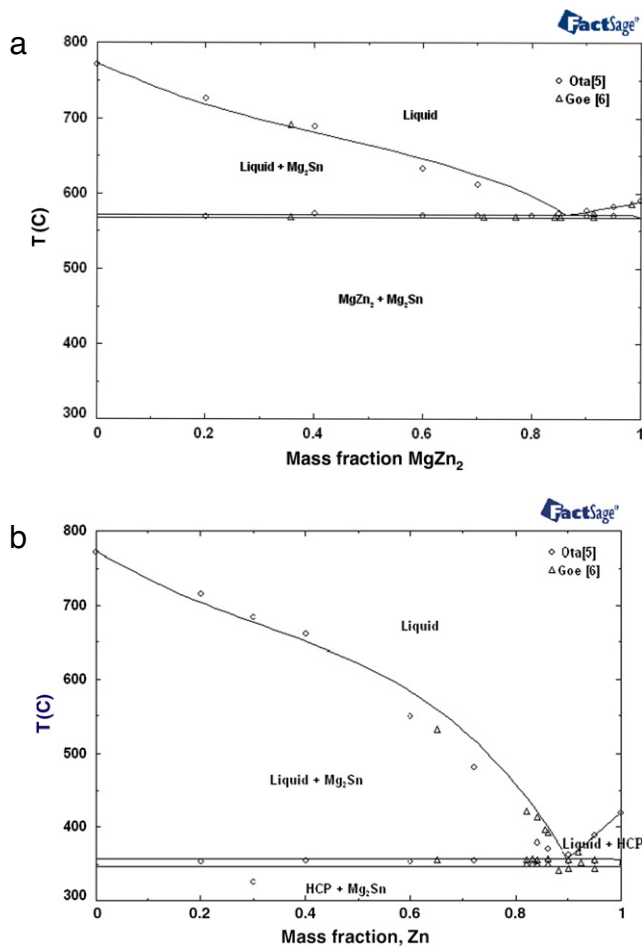 FactSage®
a
800
700
600
500
400
300
T (C)
Ota[5]
Goe [6]
Liquid
Liquid + Mg₂Sn
MgZn₂ + Mg₂Sn
0 0.2 0.4 0.6 0.8 1
Mass fraction MgZn₂
FactSage®
b
800
700
600
500
400
300
T (C)
Ota[5]
Goe [6]
Liquid
Liquid + Mg₂Sn
Liquid + HCP
HCP + Mg₂Sn
0 0.2 0.4 0.6 0.8 1
Mass fraction, Zn